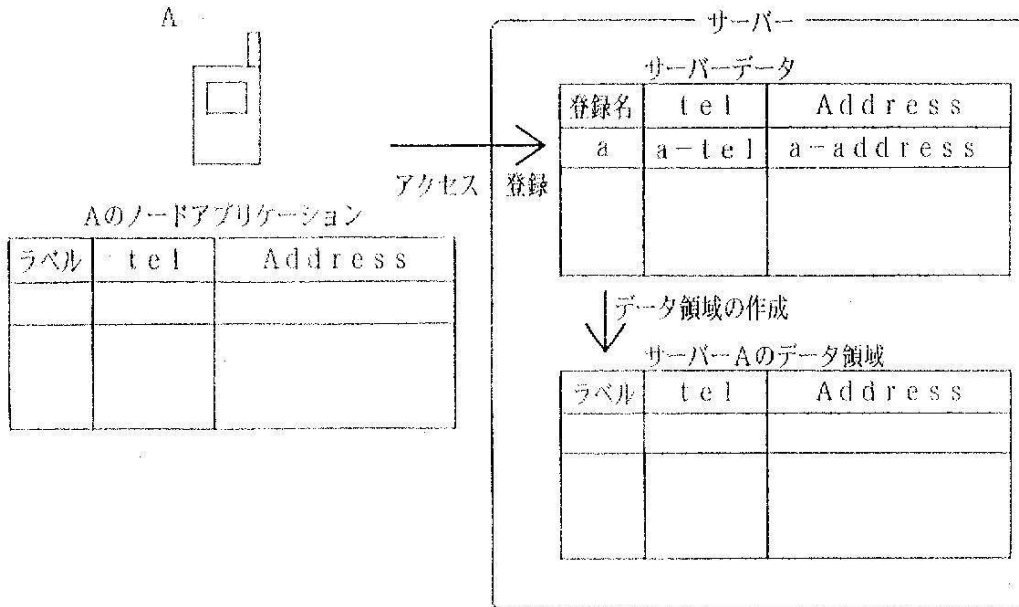 A
サーバー
サーバーデータ
登録名 tel Address
a a-tel a-address
アクセス 登録
Aのノードアプリケーション
ラベル tel Address
データ領域の作成
サーバーAのデータ領域
ラベル tel Address